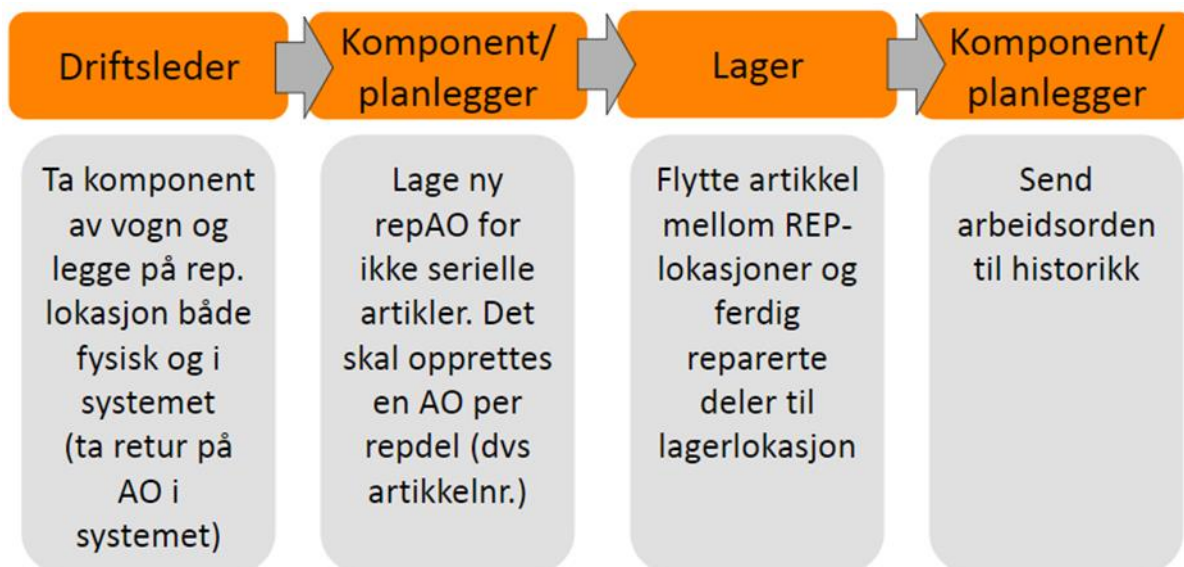 Driftsleder
Komponent/
planlegger
Lager
Komponent/
planlegger
Ta komponent
av vogn og
legge på rep.
lokasjon både
fysisk og i
systemet
(ta retur på
AO i
systemet)
Lage ny
repAO for
ikke serielle
artikler. Det
skal opprettes
en AO per
repdel (dvs
artikkelnr.)
Flytte artikkel
mellom REP-
lokasjoner og
ferdig
reparerte
deler til
lagerlokasjon
Send
arbeidsorden
til historikk